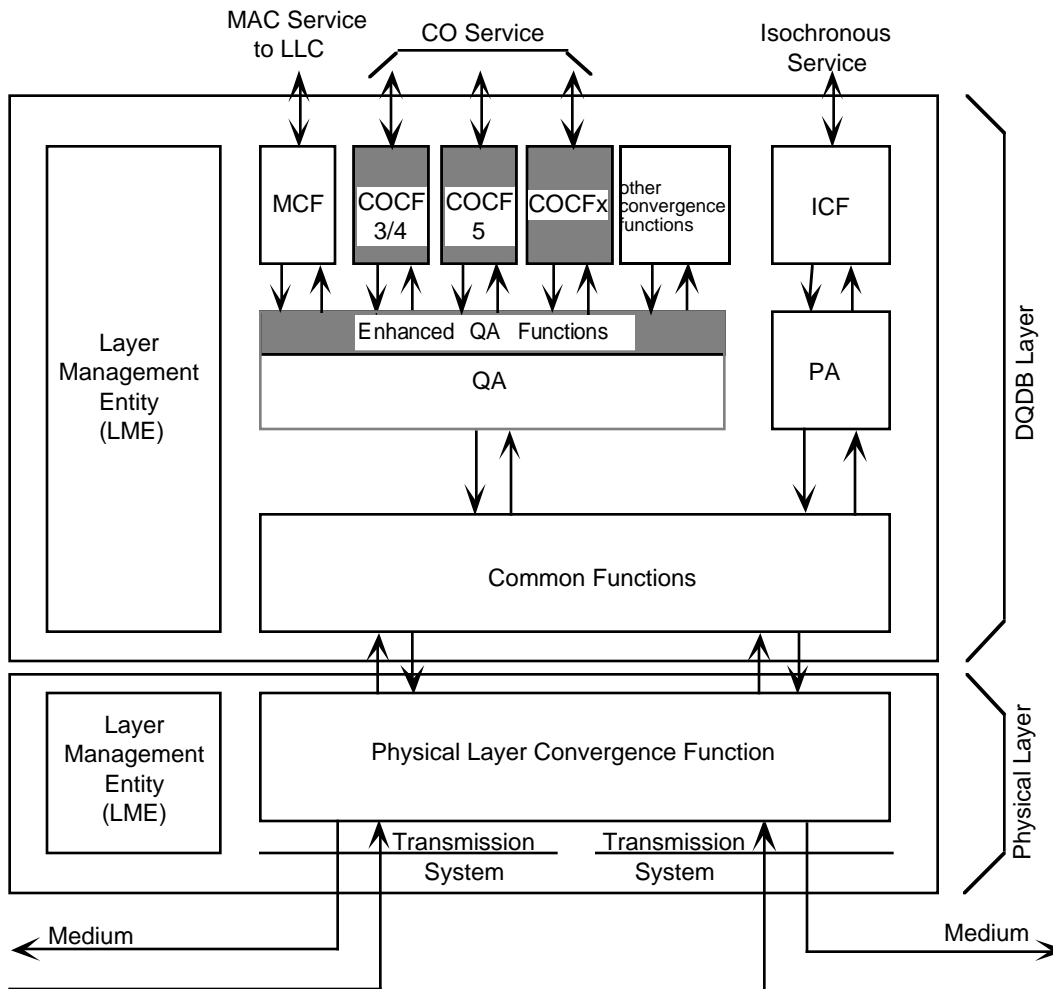 MAC Service
to LLC
CO Service
Isochronous
Service
MCF
COCF
3/4
COCF
5
COCFx
other
convergence
functions
ICF
Enhanced QA Functions
QA
PA
Layer
Management
Entity
(LME)
DQDB Layer
Common Functions
Layer
Management
Entity
(LME)
Physical Layer Convergence Function
Physical Layer
Transmission
System
Transmission
System
Medium
Medium